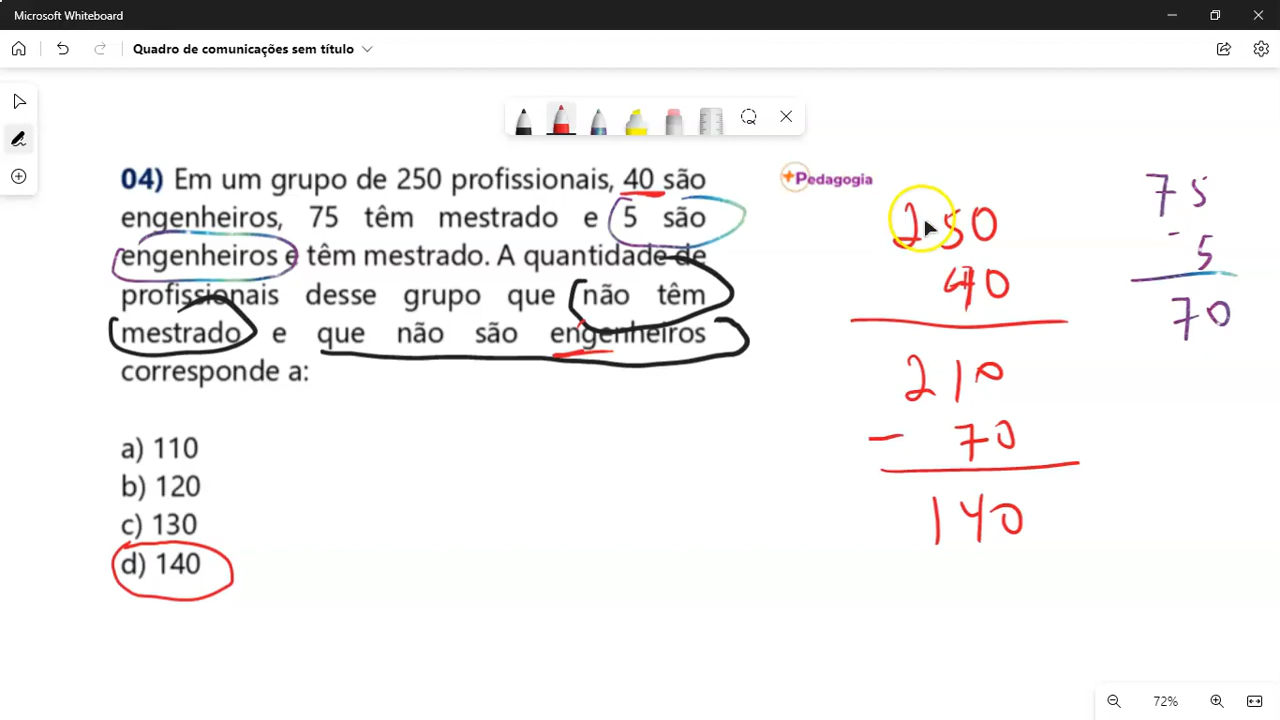 Microsoft Whiteboard
Quadro de comunicações sem título
04) Em um grupo de 250 profissionais, 40 são
engenheiros, 75 têm mestrado e 5 são
engenheiros e têm mestrado. A quantidade de
profissionais desse grupo que não têm
mestrado e que não são engenheiros
corresponde a:
a) 110
b) 120
c) 130
d) 140
+Pedagogia
250
40
210
- 70
140
75
- 5
70
72%